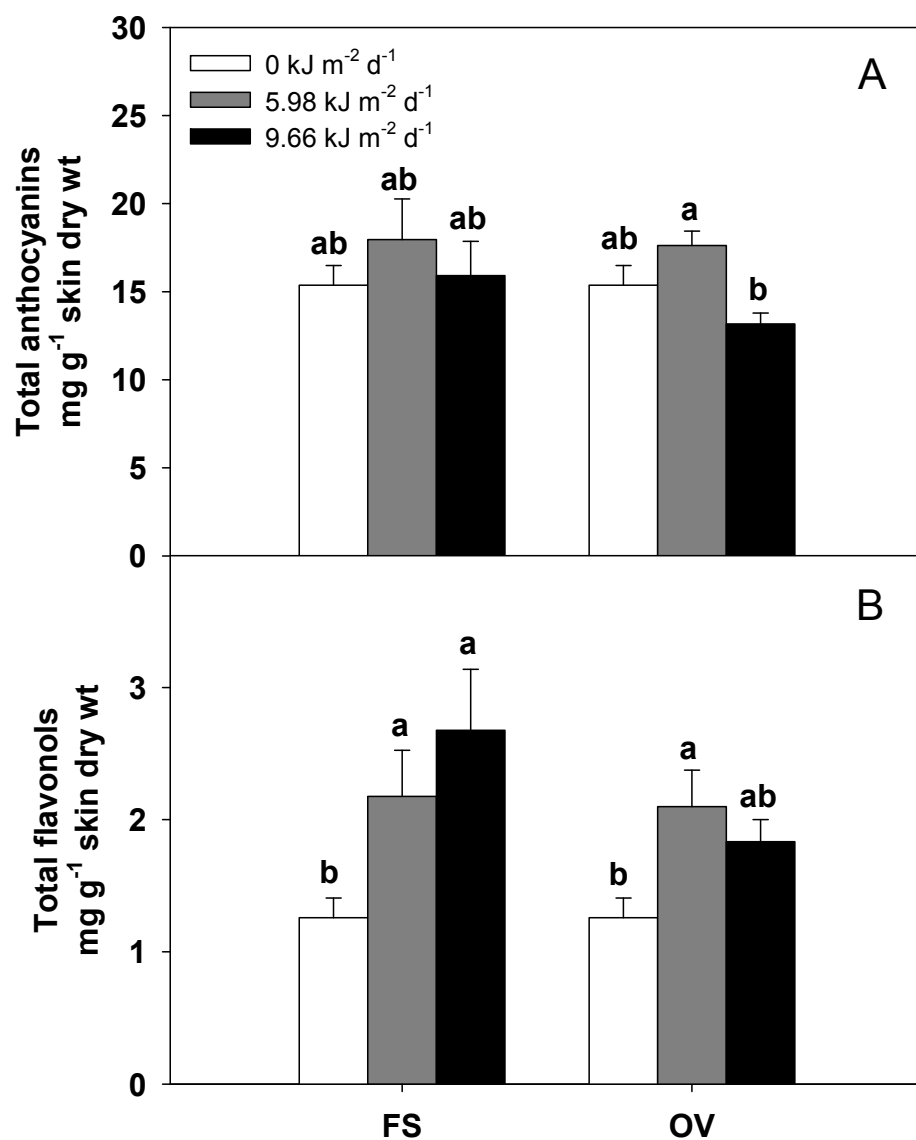 30
25
20
15
10
5
0
Total anthocyanins
mg g⁻¹ skin dry wt
0 kJ m⁻² d⁻¹
5.98 kJ m⁻² d⁻¹
9.66 kJ m⁻² d⁻¹
A
ab
ab
ab
ab
a
b
3
2
1
0
Total flavonols
mg g⁻¹ skin dry wt
B
b
a
a
b
a
ab
FS
OV